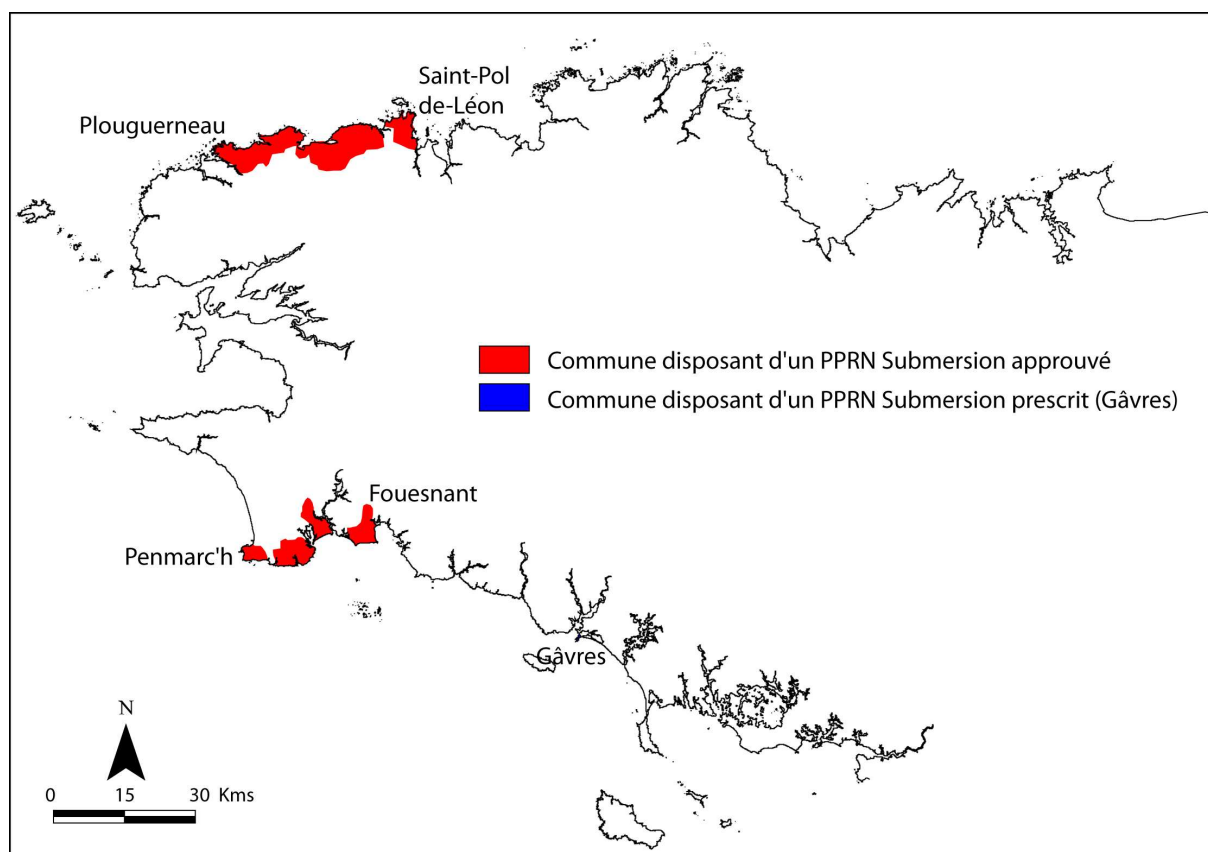 Saint-Pol
de-Léon
Plouguerneau
Commune disposant d'un PPRN Submersion approuvé
Commune disposant d'un PPRN Submersion prescrit (Gâvres)
Fouesnant
Penmarc'h
Gâvres
N
0 15 30 Kms